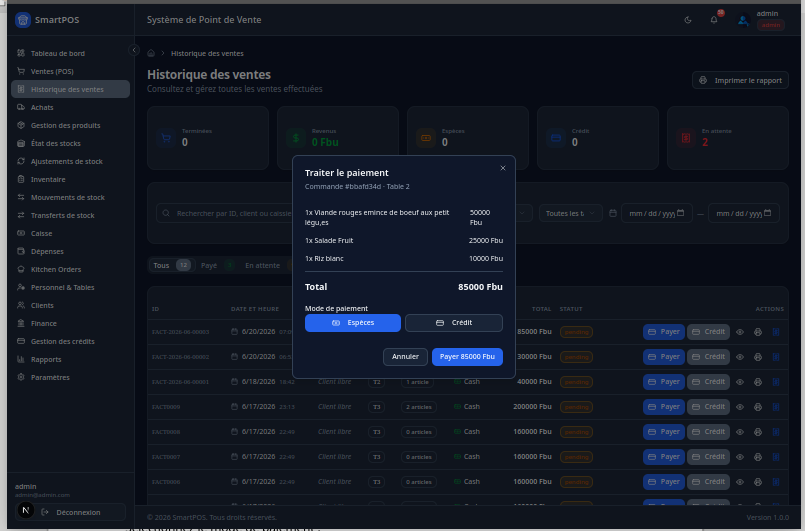 SmartPOS
Système de Point de Vente
admin
Tableau de bord
Ventes (POS)
Historique des ventes
Achats
Gestion des produits
État des stocks
Ajustements de stock
Inventaire
Mouvements de stock
Transferts de stock
Caisse
Dépenses
Kitchen Orders
Personnel & Tables
Clients
Finance
Gestion des crédits
Rapports
Paramètres
admin
admin@admin.com
N
Déconnexion
Historique des ventes
Historique des ventes
Consultez et gérez toutes les ventes effectuées
Imprimer le rapport
Terminées
0
Revenus
0 Fbu
Espèces
0
Crédit
0
En attente
2
Rechercher par ID, client ou caissie
Toutes les t
mm / dd / yyyy
—
mm / dd / yyyy
Tous 12 Payé En attente
Traiter le paiement
Commande #bbafd34d · Table 2
1x Viande rouges emince de boeuf aux petit
légu,es
50000
Fbu
1x Salade Fruit 25000 Fbu
1x Riz blanc 10000 Fbu
Total 85000 Fbu
Mode de paiement
Espèces Crédit
Annuler Payer 85000 Fbu
ID DATE ET HEURE TOTAL STATUT ACTIONS
FACT-2026-06-00003 6/20/2026 85000 Fbu pending Payer Crédit
FACT-2026-06-00002 6/20/2026 30000 Fbu pending Payer Crédit
FACT-2026-06-00001 6/18/2026 18:42 Client libre T2 1 article Cash 40000 Fbu pending Payer Crédit
6/17/2026 23:13 Client libre T3 2 articles Cash 200000 Fbu pending Payer Crédit
6/17/2026 22:49 Client libre T3 0 articles Cash 160000 Fbu pending Payer Crédit
6/17/2026 22:49 Client libre T3 0 articles Cash 160000 Fbu pending Payer Crédit
6/17/2026 22:49 Client libre T3 0 articles Cash 160000 Fbu pending Payer Crédit
© 2026 SmartPOS. Tous droits réservés.
Version 1.0.0